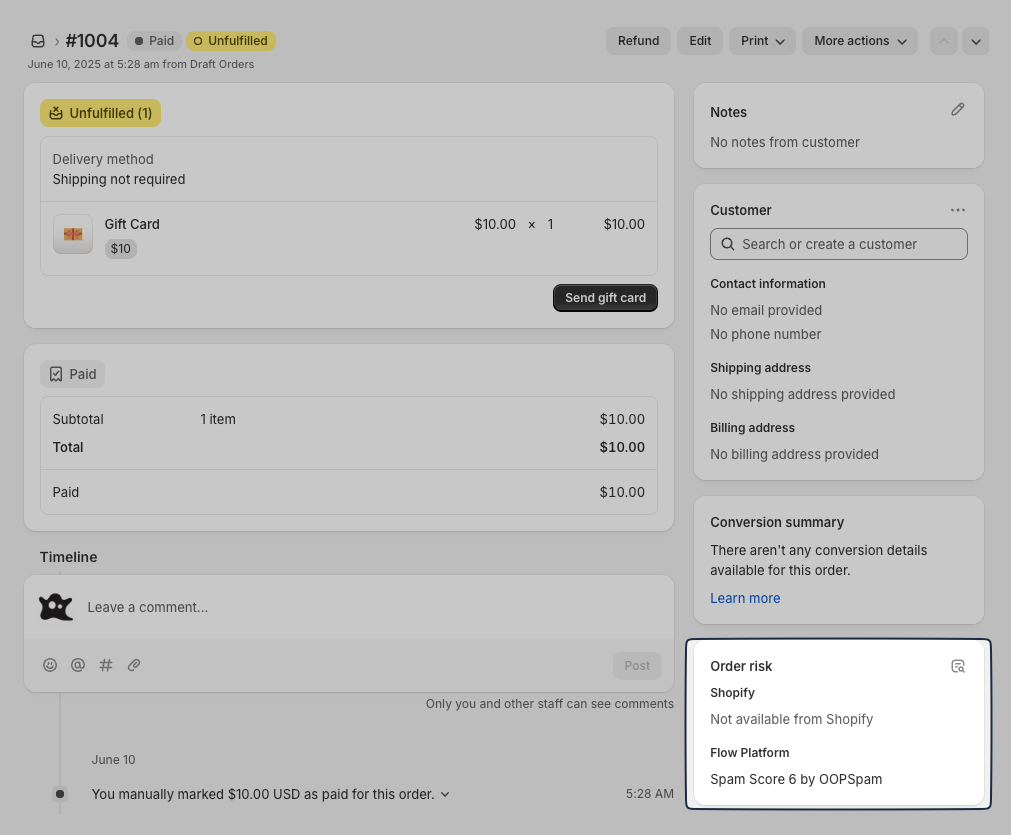 #1004 Paid Unfulfilled Refund Edit Print More actions
June 10, 2025 at 5:28 am from Draft Orders
Unfulfilled (1)
Delivery method
Shipping not required
Gift Card $10.00 × 1 $10.00
$10
Send gift card
Paid
Subtotal 1 item $10.00
Total $10.00
Paid $10.00
Timeline
Leave a comment...
Post
Only you and other staff can see comments
June 10
You manually marked $10.00 USD as paid for this order. 5:28 AM
Notes
No notes from customer
Customer
Search or create a customer
Contact information
No email provided
No phone number
Shipping address
No shipping address provided
Billing address
No billing address provided
Conversion summary
There aren't any conversion details
available for this order.
Learn more
Order risk
Shopify
Not available from Shopify
Flow Platform
Spam Score 6 by OOPSpam